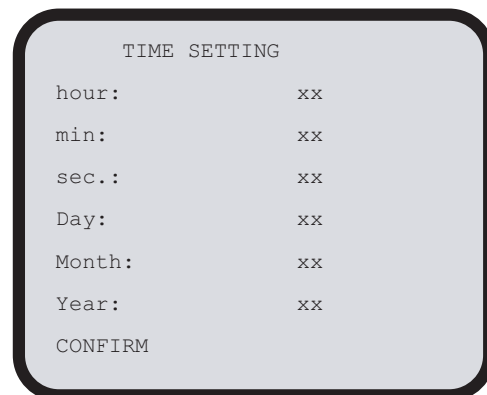 TIME SETTING
hour: xx
min: xx
sec.: xx
Day: xx
Month: xx
Year: xx
CONFIRM